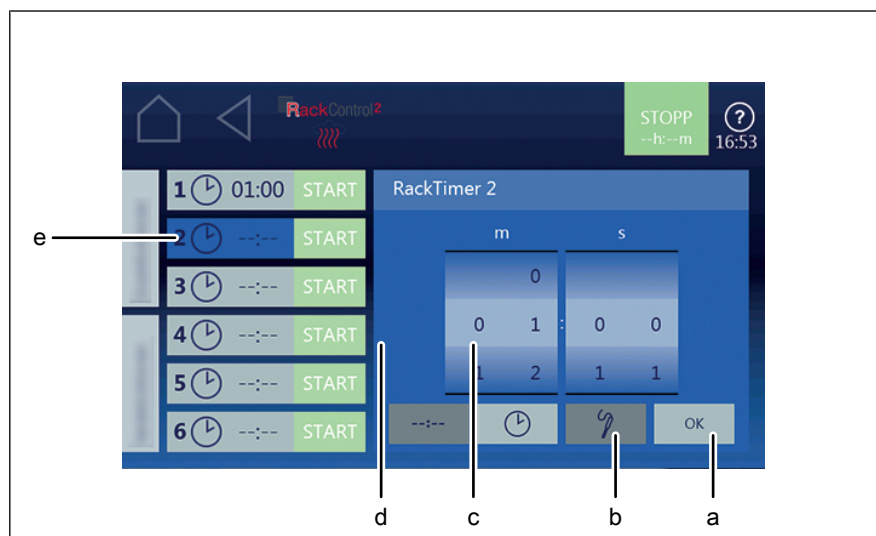 RackControl2
STOPP
--h:--m
?
16:53
1 01:00 START
2 --:-- START
3 --:-- START
4 --:-- START
5 --:-- START
6 --:-- START
RackTimer 2
m s
0
0 1 : 0 0
1 2 1 1
--:-- OK
e
d c b a